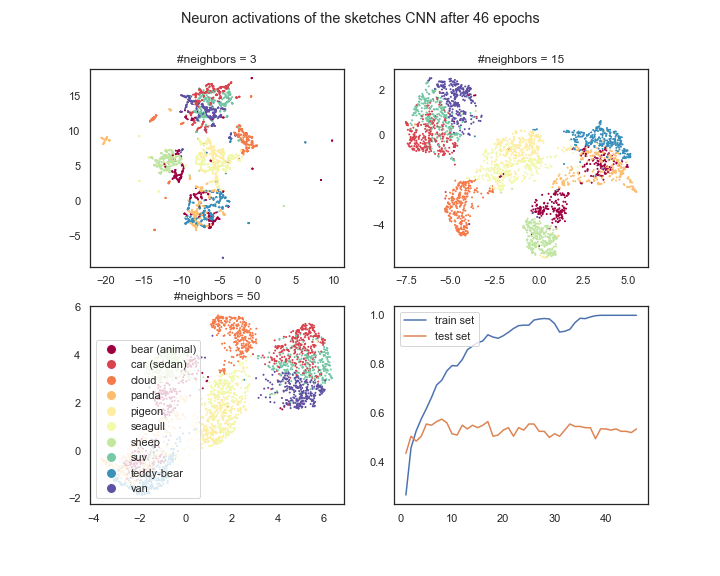 Neuron activations of the sketches CNN after 46 epochs
#neighbors = 3
15
10
5
0
−5
−20
−15
−10
−5
0
5
10
#neighbors = 15
2
0
−2
−4
−7.5
−5.0
−2.5
0.0
2.5
5.0
#neighbors = 50
6
4
2
0
−2
−4
−2
0
2
4
6
bear (animal)
car (sedan)
cloud
panda
pigeon
seagull
sheep
suv
teddy-bear
van
1.0
0.8
0.6
0.4
0
10
20
30
40
train set
test set